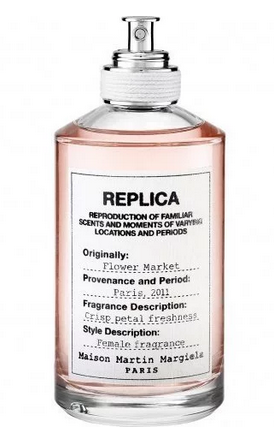 REPLICA
REPRODUCTION OF FAMILIAR
SCENTS AND MOMENTS OF VARYING
LOCATIONS AND PERIODS
Originally:
Flower Market
Provenance and Period:
Paris, 2011
Fragrance Description:
Crisp petal freshness
Style Description:
Female fragrance
Maison Martin Margiela
PARIS